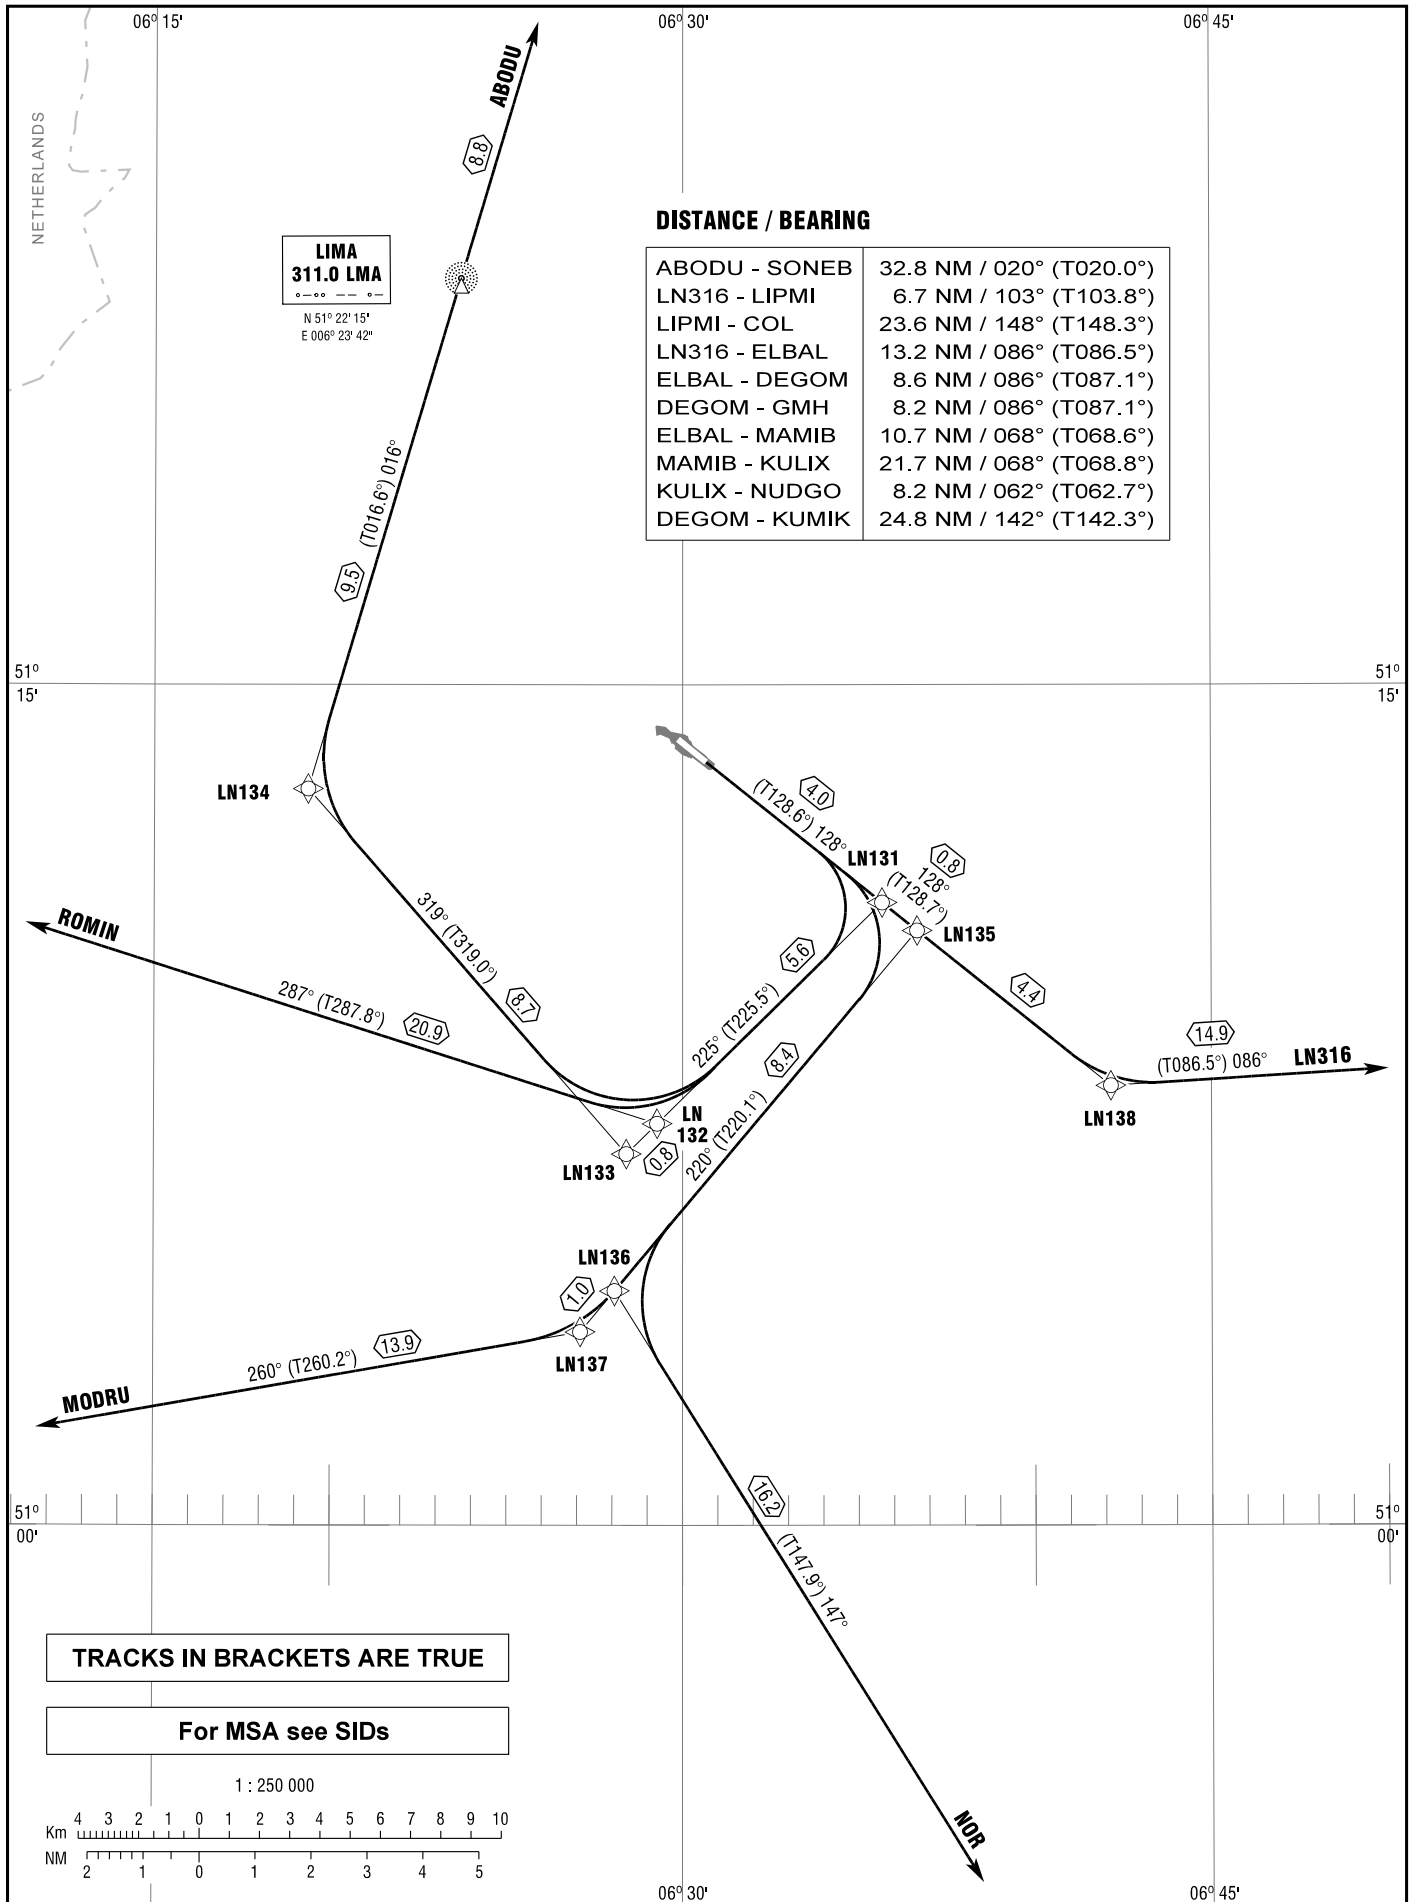 06° 15'
06° 30'
06° 45'
NETHERLANDS
ABODU
8.8
LIMA
311.0 LMA
N 51° 22' 15"
E 006° 23' 42"
DISTANCE / BEARING
ABODU - SONEB 32.8 NM / 020° (T020.0°)
LN316 - LIPMI 6.7 NM / 103° (T103.8°)
LIPMI - COL 23.6 NM / 148° (T148.3°)
LN316 - ELBAL 13.2 NM / 086° (T086.5°)
ELBAL - DEGOM 8.6 NM / 086° (T087.1°)
DEGOM - GMH 8.2 NM / 086° (T087.1°)
ELBAL - MAMIB 10.7 NM / 068° (T068.6°)
MAMIB - KULIX 21.7 NM / 068° (T068.8°)
KULIX - NUDGO 8.2 NM / 062° (T062.7°)
DEGOM - KUMIK 24.8 NM / 142° (T142.3°)
(T016.6°) 016°
9.5
51°
15'
51°
15'
LN134
4.0
(T128.6°) 128°
LN131
0.8
128°
(T128.7°)
LN135
ROMIN
319° (T319.0°)
8.7
287° (T287.8°)
20.9
5.6
225° (T225.5°)
4.4
14.9
(T086.5°) 086°
LN316
LN138
8.4
220° (T220.1°)
LN
132
0.8
LN133
LN136
1.0
LN137
13.9
260° (T260.2°)
MODRU
16.2
(T147.9°) 147°
51°
00'
51°
00'
TRACKS IN BRACKETS ARE TRUE
For MSA see SIDs
1 : 250 000
4 3 2 1 0 1 2 3 4 5 6 7 8 9 10
Km
NM
2 1 0 1 2 3 4 5
NOR
06° 30'
06° 45'